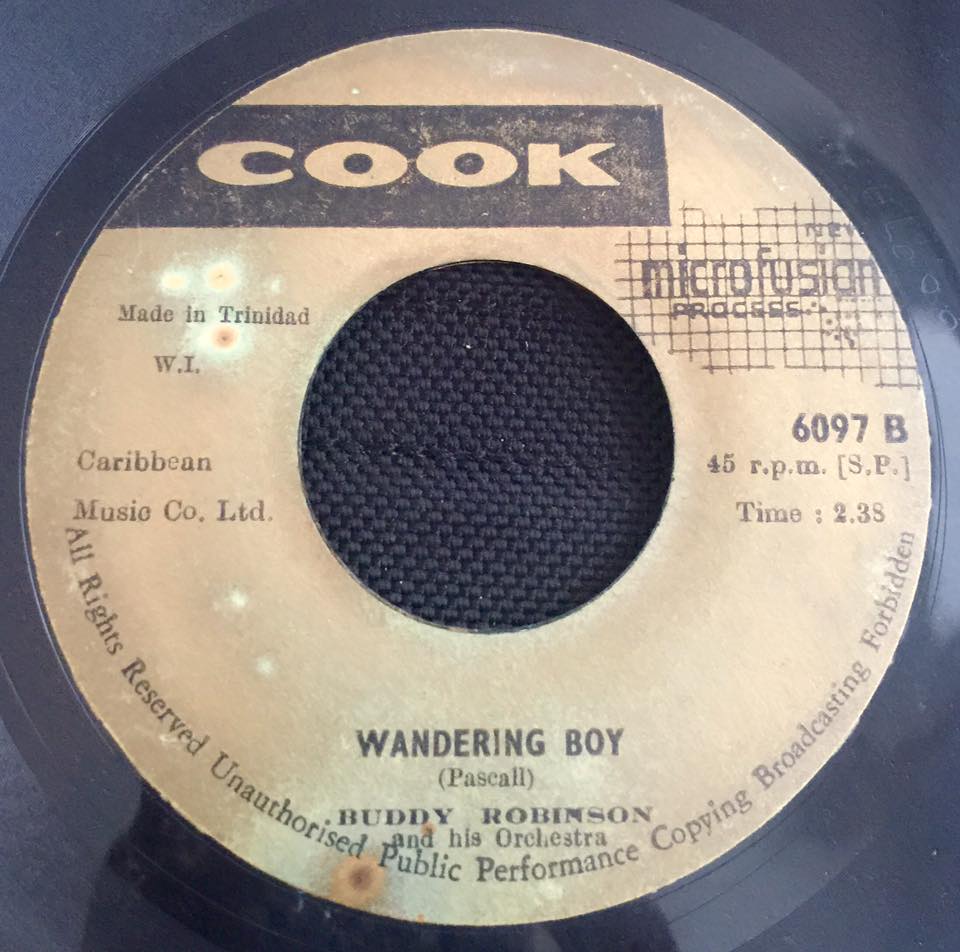 COOK
NEW
microfusion
PROCESS
Made in Trinidad
W.I.
6097 B
Caribbean
45 r.p.m. [S.P.]
Music Co. Ltd.
Time : 2.38
WANDERING BOY
(Pascall)
BUDDY ROBINSON
and his Orchestra
All Rights Reserved Unauthorised Public Performance Copying Broadcasting Forbidden